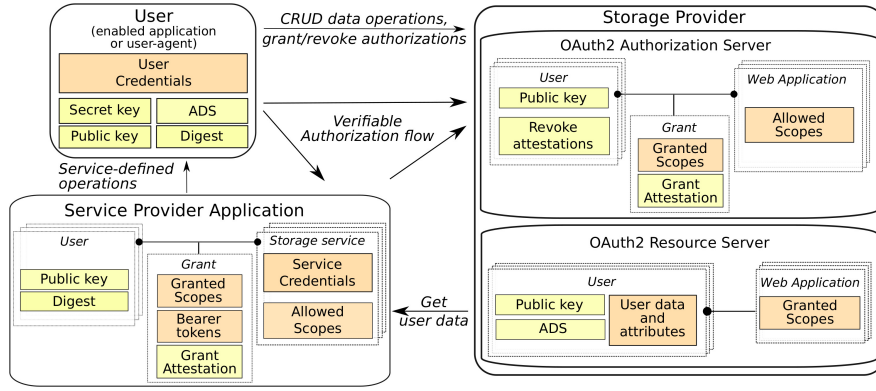 User
(enabled application
or user-agent)
User
Credentials
Secret key
ADS
Public key
Digest
CRUD data operations,
grant/revoke authorizations
Verifiable
Authorization flow
Service-defined
operations
Storage Provider
OAuth2 Authorization Server
User
Public key
Revoke
attestations
Grant
Granted
Scopes
Grant
Attestation
Web Application
Allowed
Scopes
Service Provider Application
User
Public key
Digest
Grant
Granted
Scopes
Bearer
tokens
Grant
Attestation
Storage service
Service
Credentials
Allowed
Scopes
Get
user data
OAuth2 Resource Server
User
Public key
ADS
User data
and
attributes
Web Application
Granted
Scopes